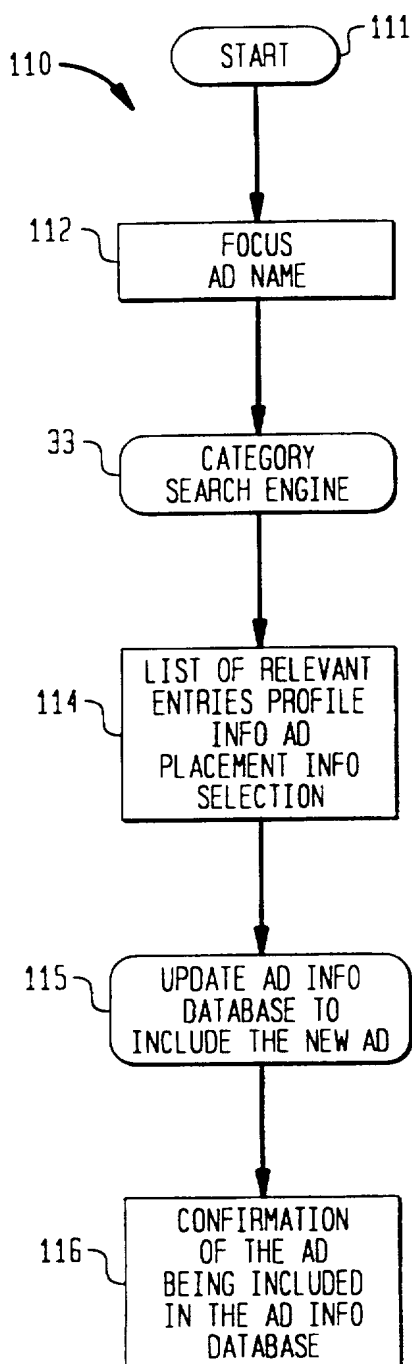 110
START
111
112
FOCUS
AD NAME
33
CATEGORY
SEARCH ENGINE
114
LIST OF RELEVANT
ENTRIES PROFILE
INFO AD
PLACEMENT INFO
SELECTION
115
UPDATE AD INFO
DATABASE TO
INCLUDE THE NEW AD
116
CONFIRMATION
OF THE AD
BEING INCLUDED
IN THE AD INFO
DATABASE